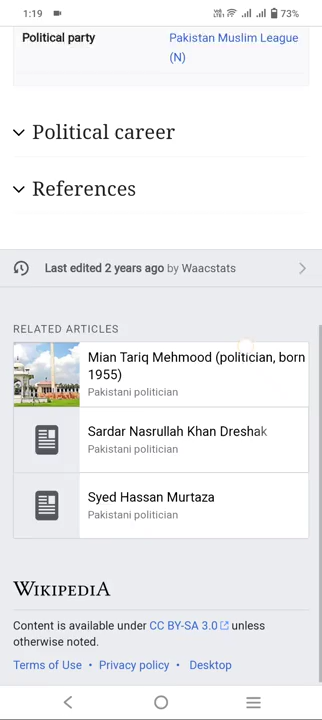 1:19
73%
Political party
Pakistan Muslim League
(N)
Political career
References
Last edited 2 years ago by Waacstats
RELATED ARTICLES
Mian Tariq Mehmood (politician, born
1955)
Pakistani politician
Sardar Nasrullah Khan Dreshak
Pakistani politician
Syed Hassan Murtaza
Pakistani politician
WIKIPEDIA
Content is available under CC BY-SA 3.0 unless
otherwise noted.
Terms of Use • Privacy policy • Desktop